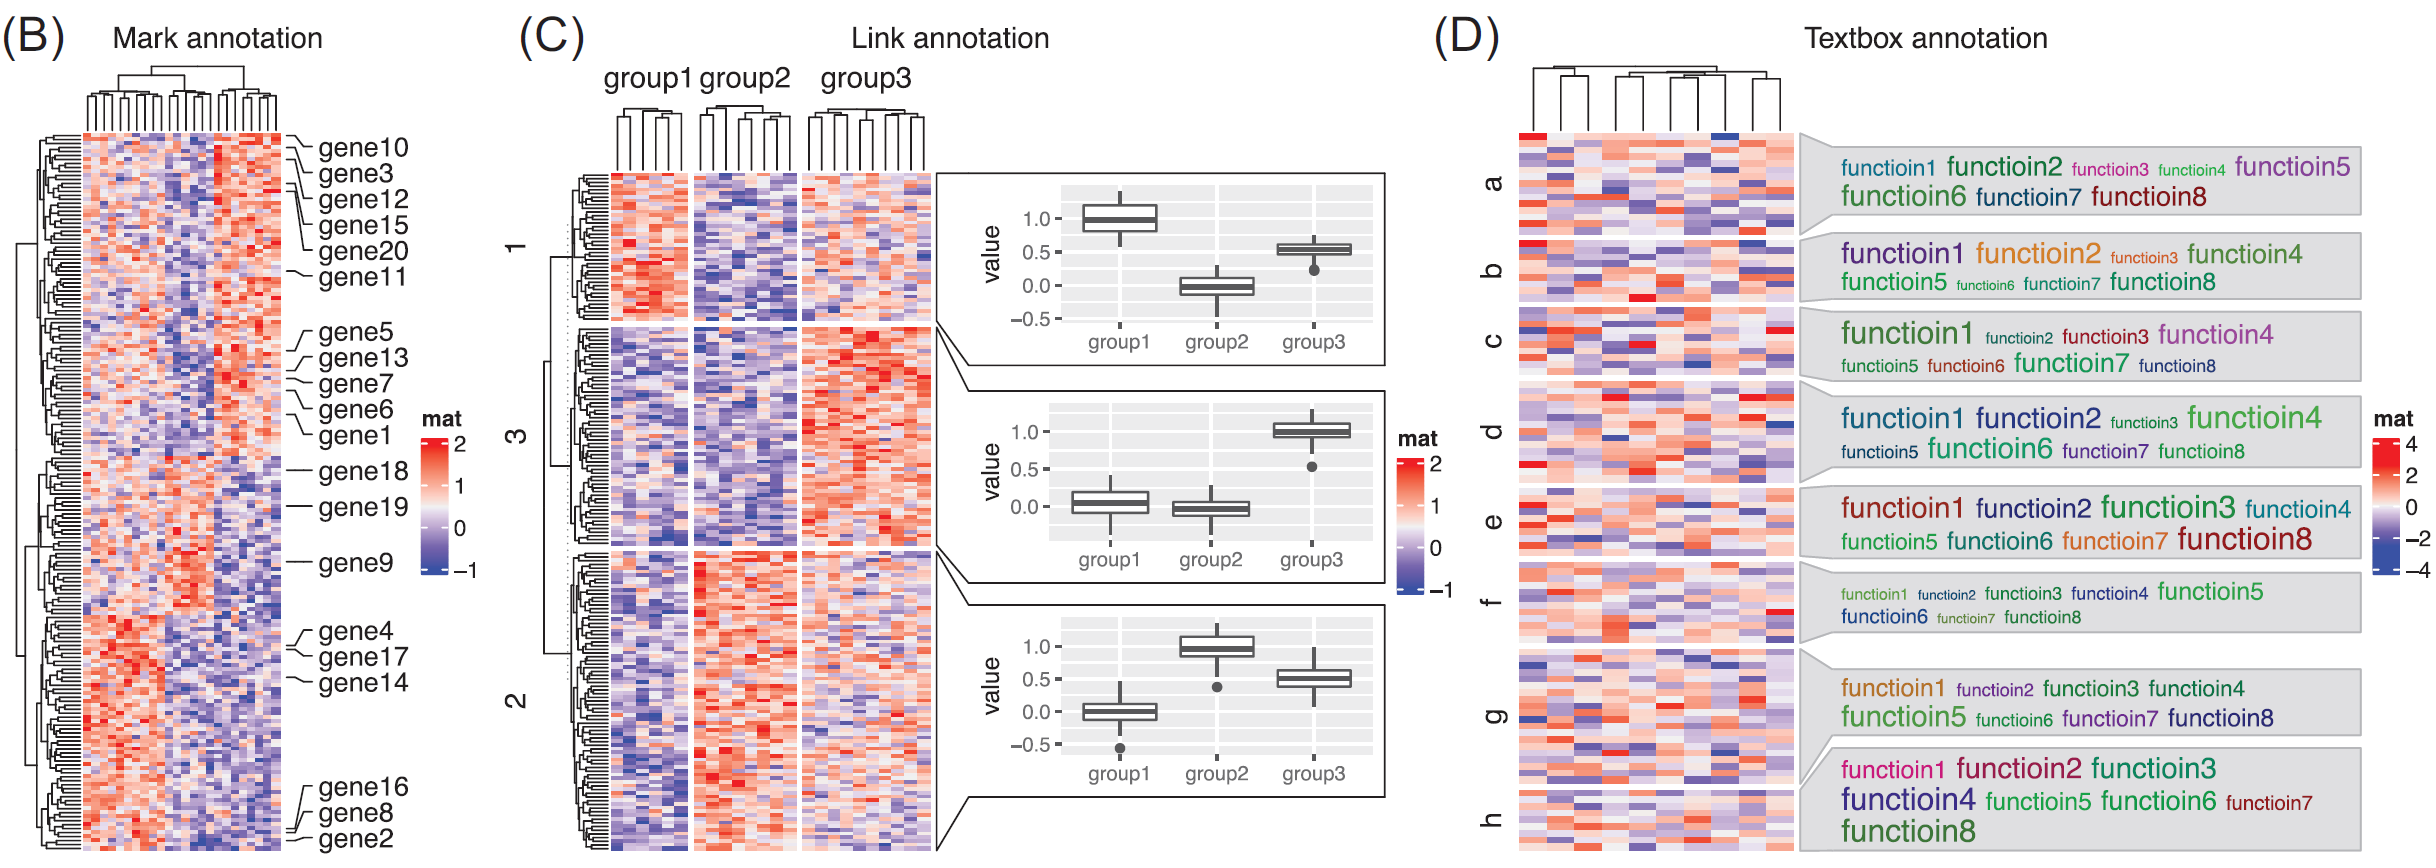 (B) Mark annotation
gene10
gene3
gene12
gene15
gene20
gene11
gene5
gene13
gene7
gene6
gene1
gene18
gene19
gene9
gene4
gene17
gene14
gene16
gene8
gene2
mat
2
1
0
−1
(C) Link annotation
group1 group2 group3
1
3
2
value
1.0
0.5
0.0
−0.5
group1 group2 group3
value
1.0
0.5
0.0
group1 group2 group3
value
1.0
0.5
0.0
−0.5
group1 group2 group3
mat
2
1
0
−1
(D) Textbox annotation
a
b
c
d
e
f
g
h
functioin1 functioin2 functioin3 functioin4 functioin5
functioin6 functioin7 functioin8
functioin1 functioin2 functioin3 functioin4
functioin5 functioin6 functioin7 functioin8
functioin1 functioin2 functioin3 functioin4
functioin5 functioin6 functioin7 functioin8
functioin1 functioin2 functioin3 functioin4
functioin5 functioin6 functioin7 functioin8
functioin1 functioin2 functioin3 functioin4
functioin5 functioin6 functioin7 functioin8
functioin1 functioin2 functioin3 functioin4 functioin5
functioin6 functioin7 functioin8
functioin1 functioin2 functioin3 functioin4
functioin5 functioin6 functioin7 functioin8
functioin1 functioin2 functioin3
functioin4 functioin5 functioin6 functioin7
functioin8
mat
4
2
0
−2
−4